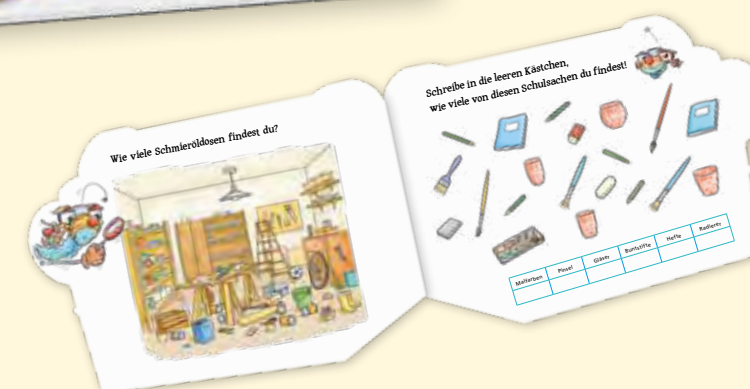 Wie viele Schmieröldosen findest du?
Schreibe in die leeren Kästchen,
wie viele von diesen Schulsachen du findest!
Malfarben Pinsel Gläser Buntstifte Hefte Radierer